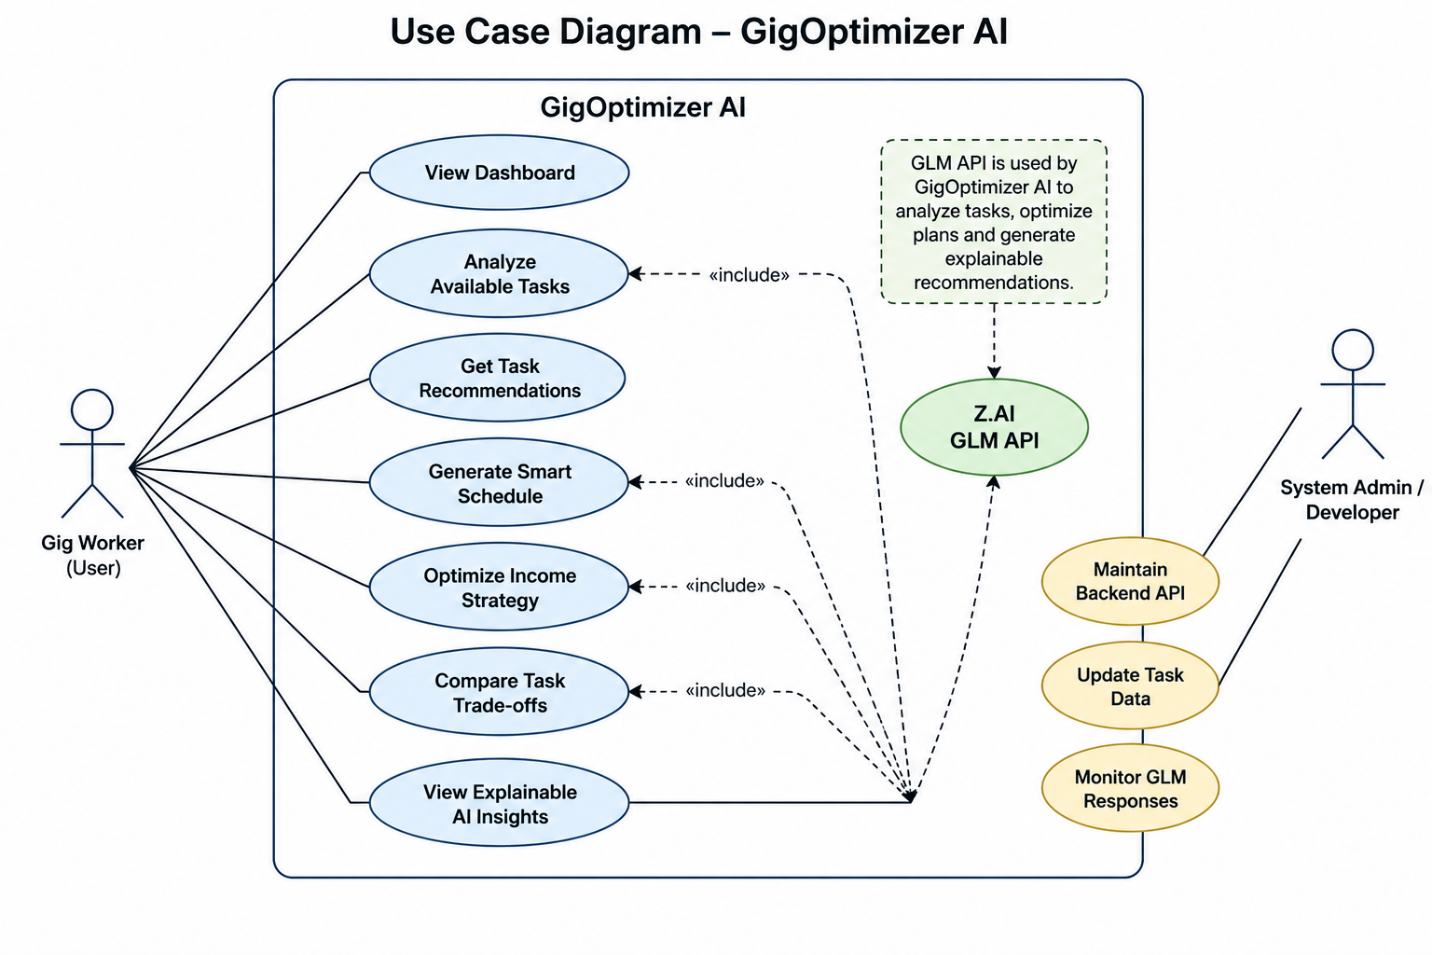 Use Case Diagram – GigOptimizer AI
GigOptimizer AI
View Dashboard
Analyze
Available Tasks
«include»
Get Task
Recommendations
Generate Smart
Schedule
«include»
Optimize Income
Strategy
«include»
Compare Task
Trade-offs
«include»
View Explainable
AI Insights
Gig Worker
(User)
GLM API is used by
GigOptimizer AI to
analyze tasks, optimize
plans and generate
explainable
recommendations.
Z.AI
GLM API
System Admin /
Developer
Maintain
Backend API
Update Task
Data
Monitor GLM
Responses